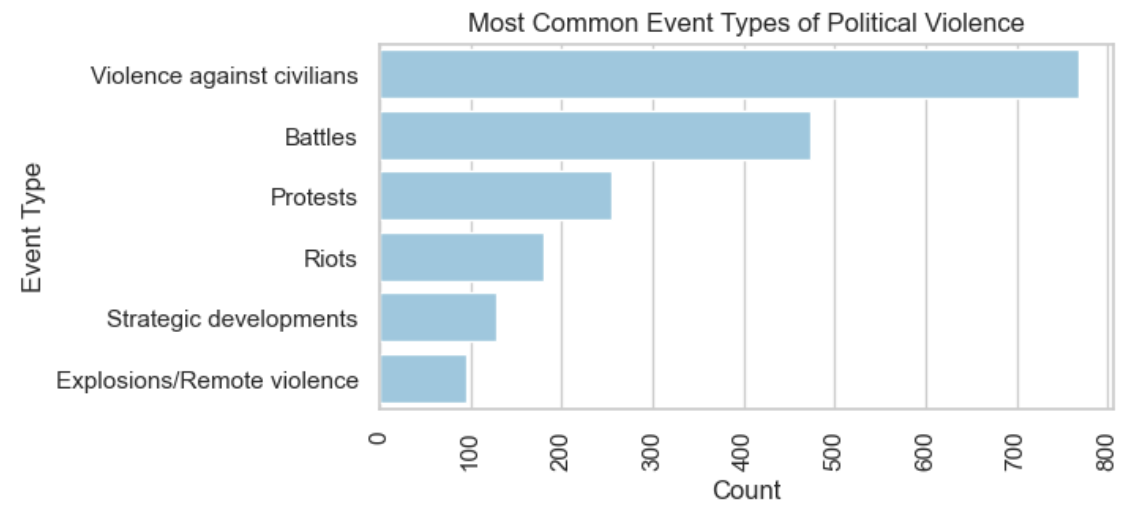 Most Common Event Types of Political Violence
Event Type
Violence against civilians
Battles
Protests
Riots
Strategic developments
Explosions/Remote violence
0 100 200 300 400 500 600 700 800
Count